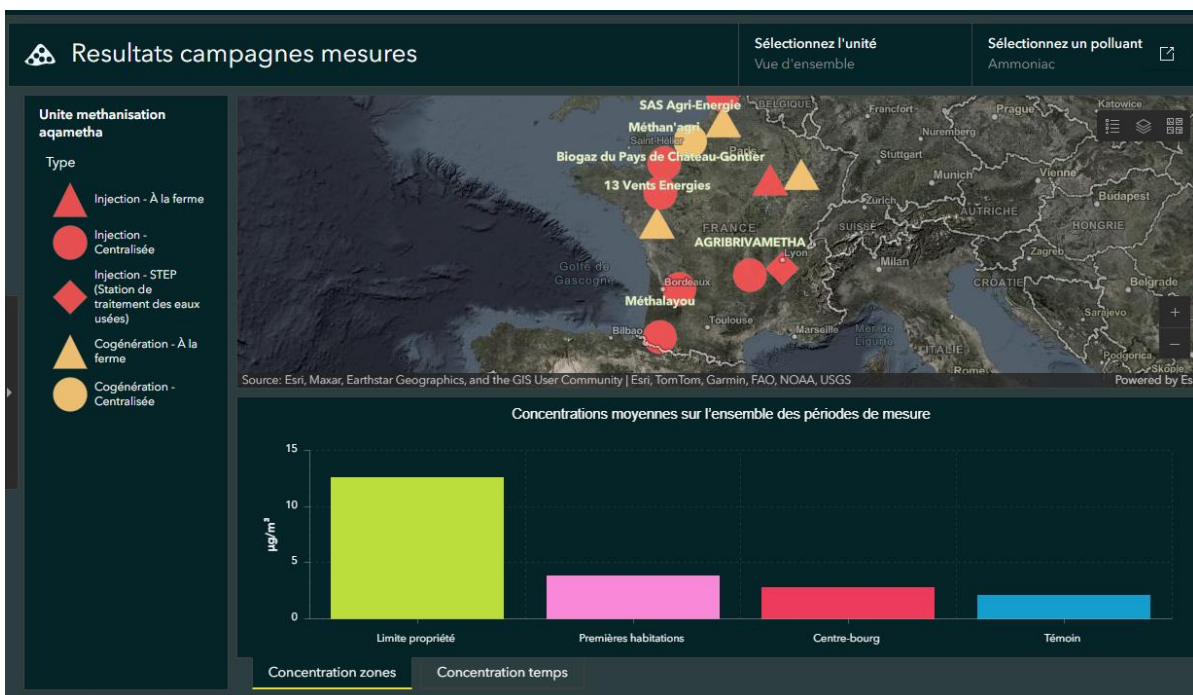 Resultats campagnes mesures
Sélectionnez l'unité
Vue d'ensemble
Sélectionnez un polluant
Ammoniac
Unite methanisation
aqametha
Type
Injection - À la ferme
Injection -
Centralisée
Injection - STEP
(Station de
traitement des eaux
usées)
Cogénération - À la
ferme
Cogénération -
Centralisée
SAS Agri-Energie
BELGIQUE
Francfort
Prague
Katowice
Méthan'agri
Saint-Hélier
Paris
Nuremberg
Biogaz du Pays de Chateau-Gontier
Stuttgart
Munich
Vienne
13 Vents Energies
Zurich
Budapest
AUTRICHE
FRANCE
SUISSE
HONGRIE
AGRIBRIVAMETHA
Lyon
Milan
Zagreb
Golfe de
Gascogne
Bordeaux
CROATIE
Belgrade
Méthalayou
Toulouse
Marseille
Mer de
Ligurie
Sarajevo
+
Bilbao
ITALIE
−
Podgorica
Rome
Skopje
Source: Esri, Maxar, Earthstar Geographics, and the GIS User Community | Esri, TomTom, Garmin, FAO, NOAA, USGS
Powered by Es
Concentrations moyennes sur l'ensemble des périodes de mesure
15
10
5
0
µg/m³
Limite propriété
Premières habitations
Centre-bourg
Témoin
Concentration zones
Concentration temps